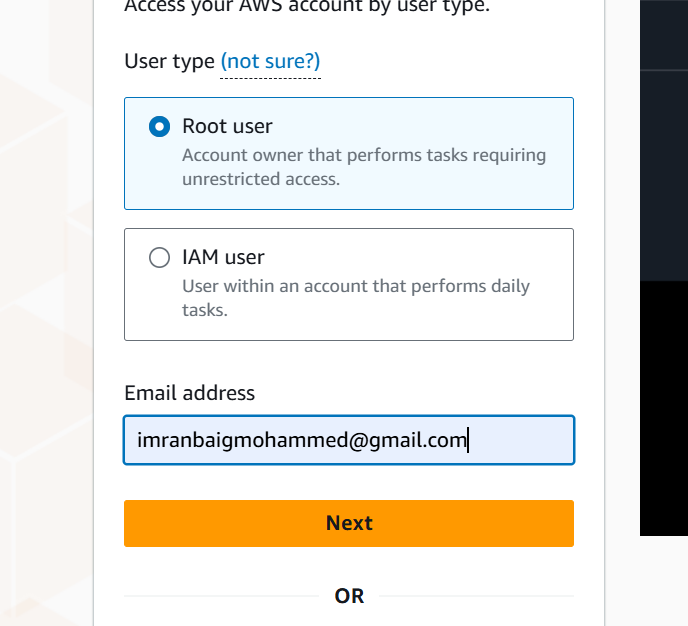 Access your AWS account by user type.
User type (not sure?)
Root user
Account owner that performs tasks requiring
unrestricted access.
IAM user
User within an account that performs daily
tasks.
Email address
imranbaigmohammed@gmail.com
Next
OR